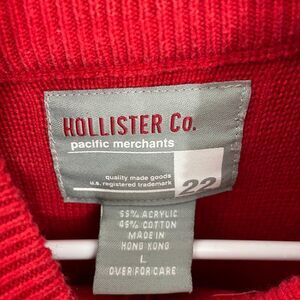 HOLLISTER Co.
pacific merchants
quality made goods
u.s. registered trademark
22
55% ACRYLIC
45% COTTON
MADE IN
HONG KONG
L
OVER FOR CARE